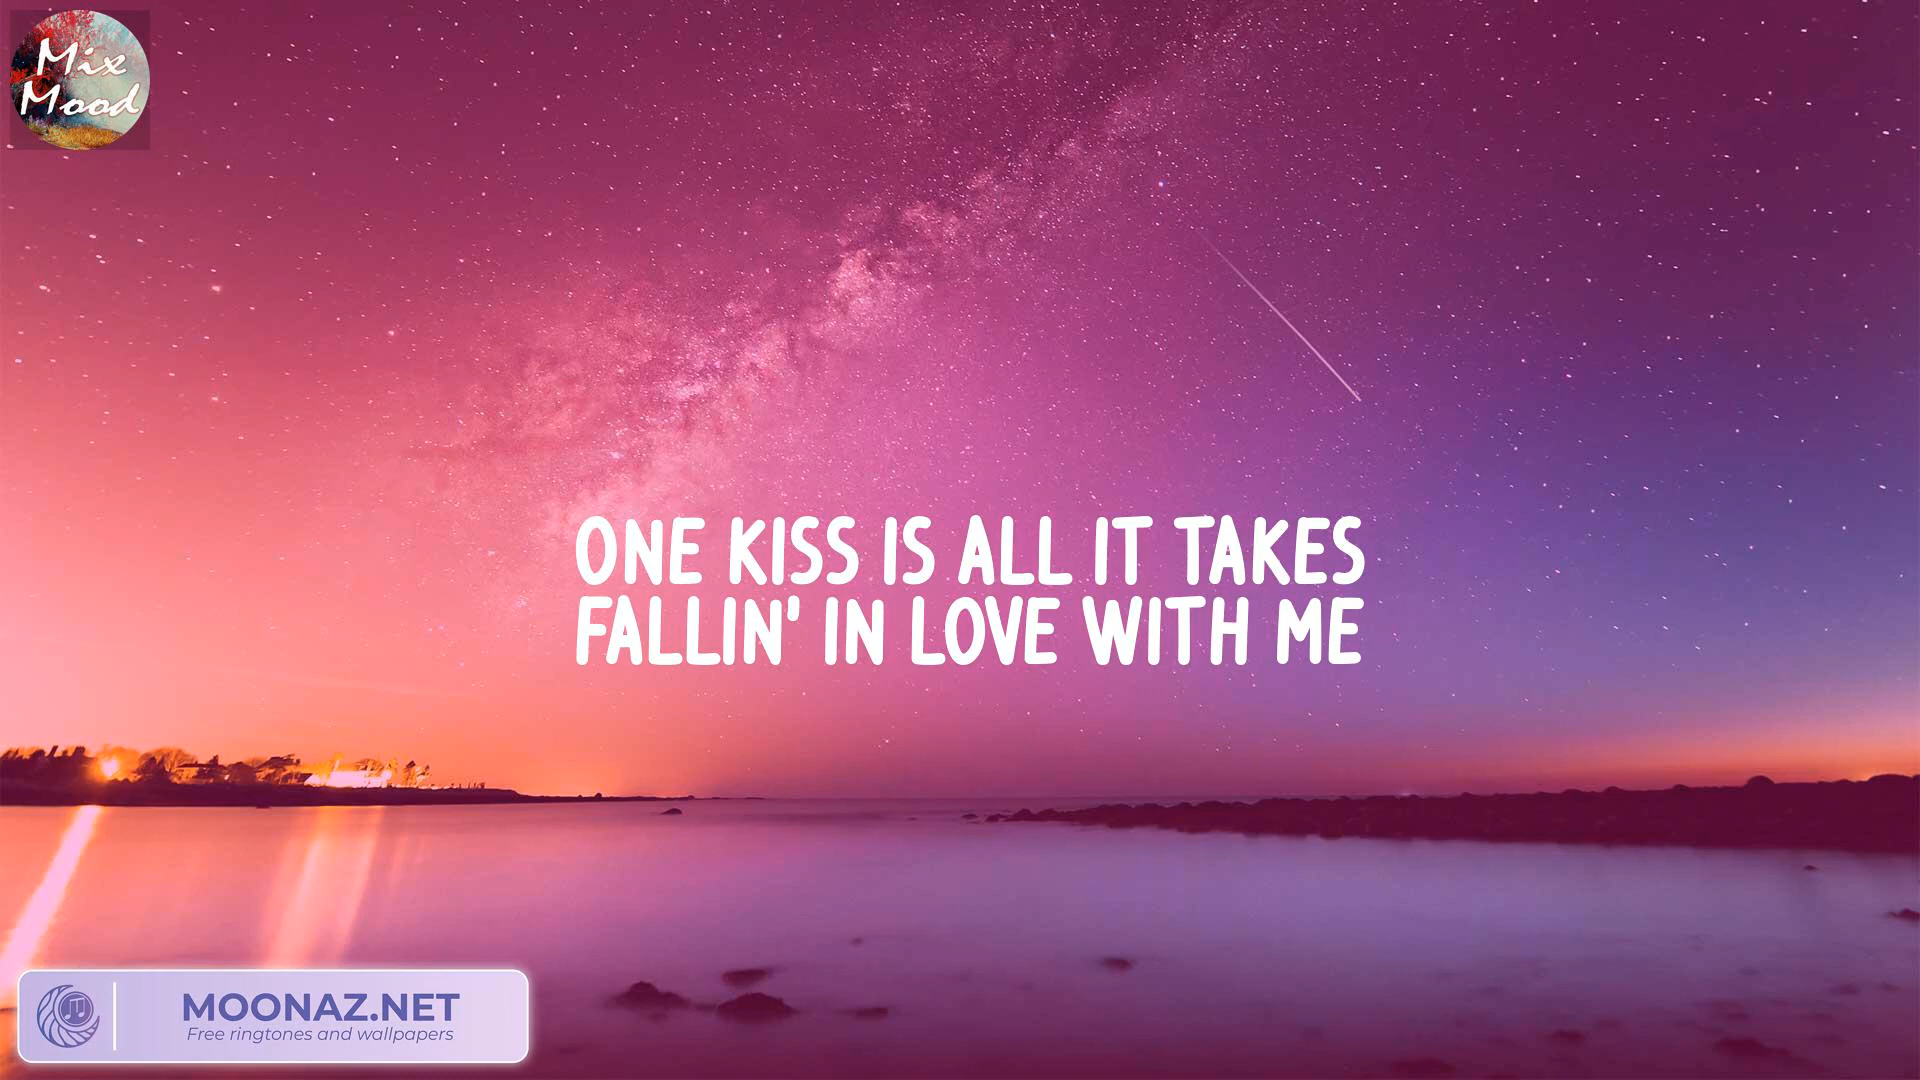 Mix
Mood
ONE KISS IS ALL IT TAKES
FALLIN' IN LOVE WITH ME
MOONAZ.NET
Free ringtones and wallpapers